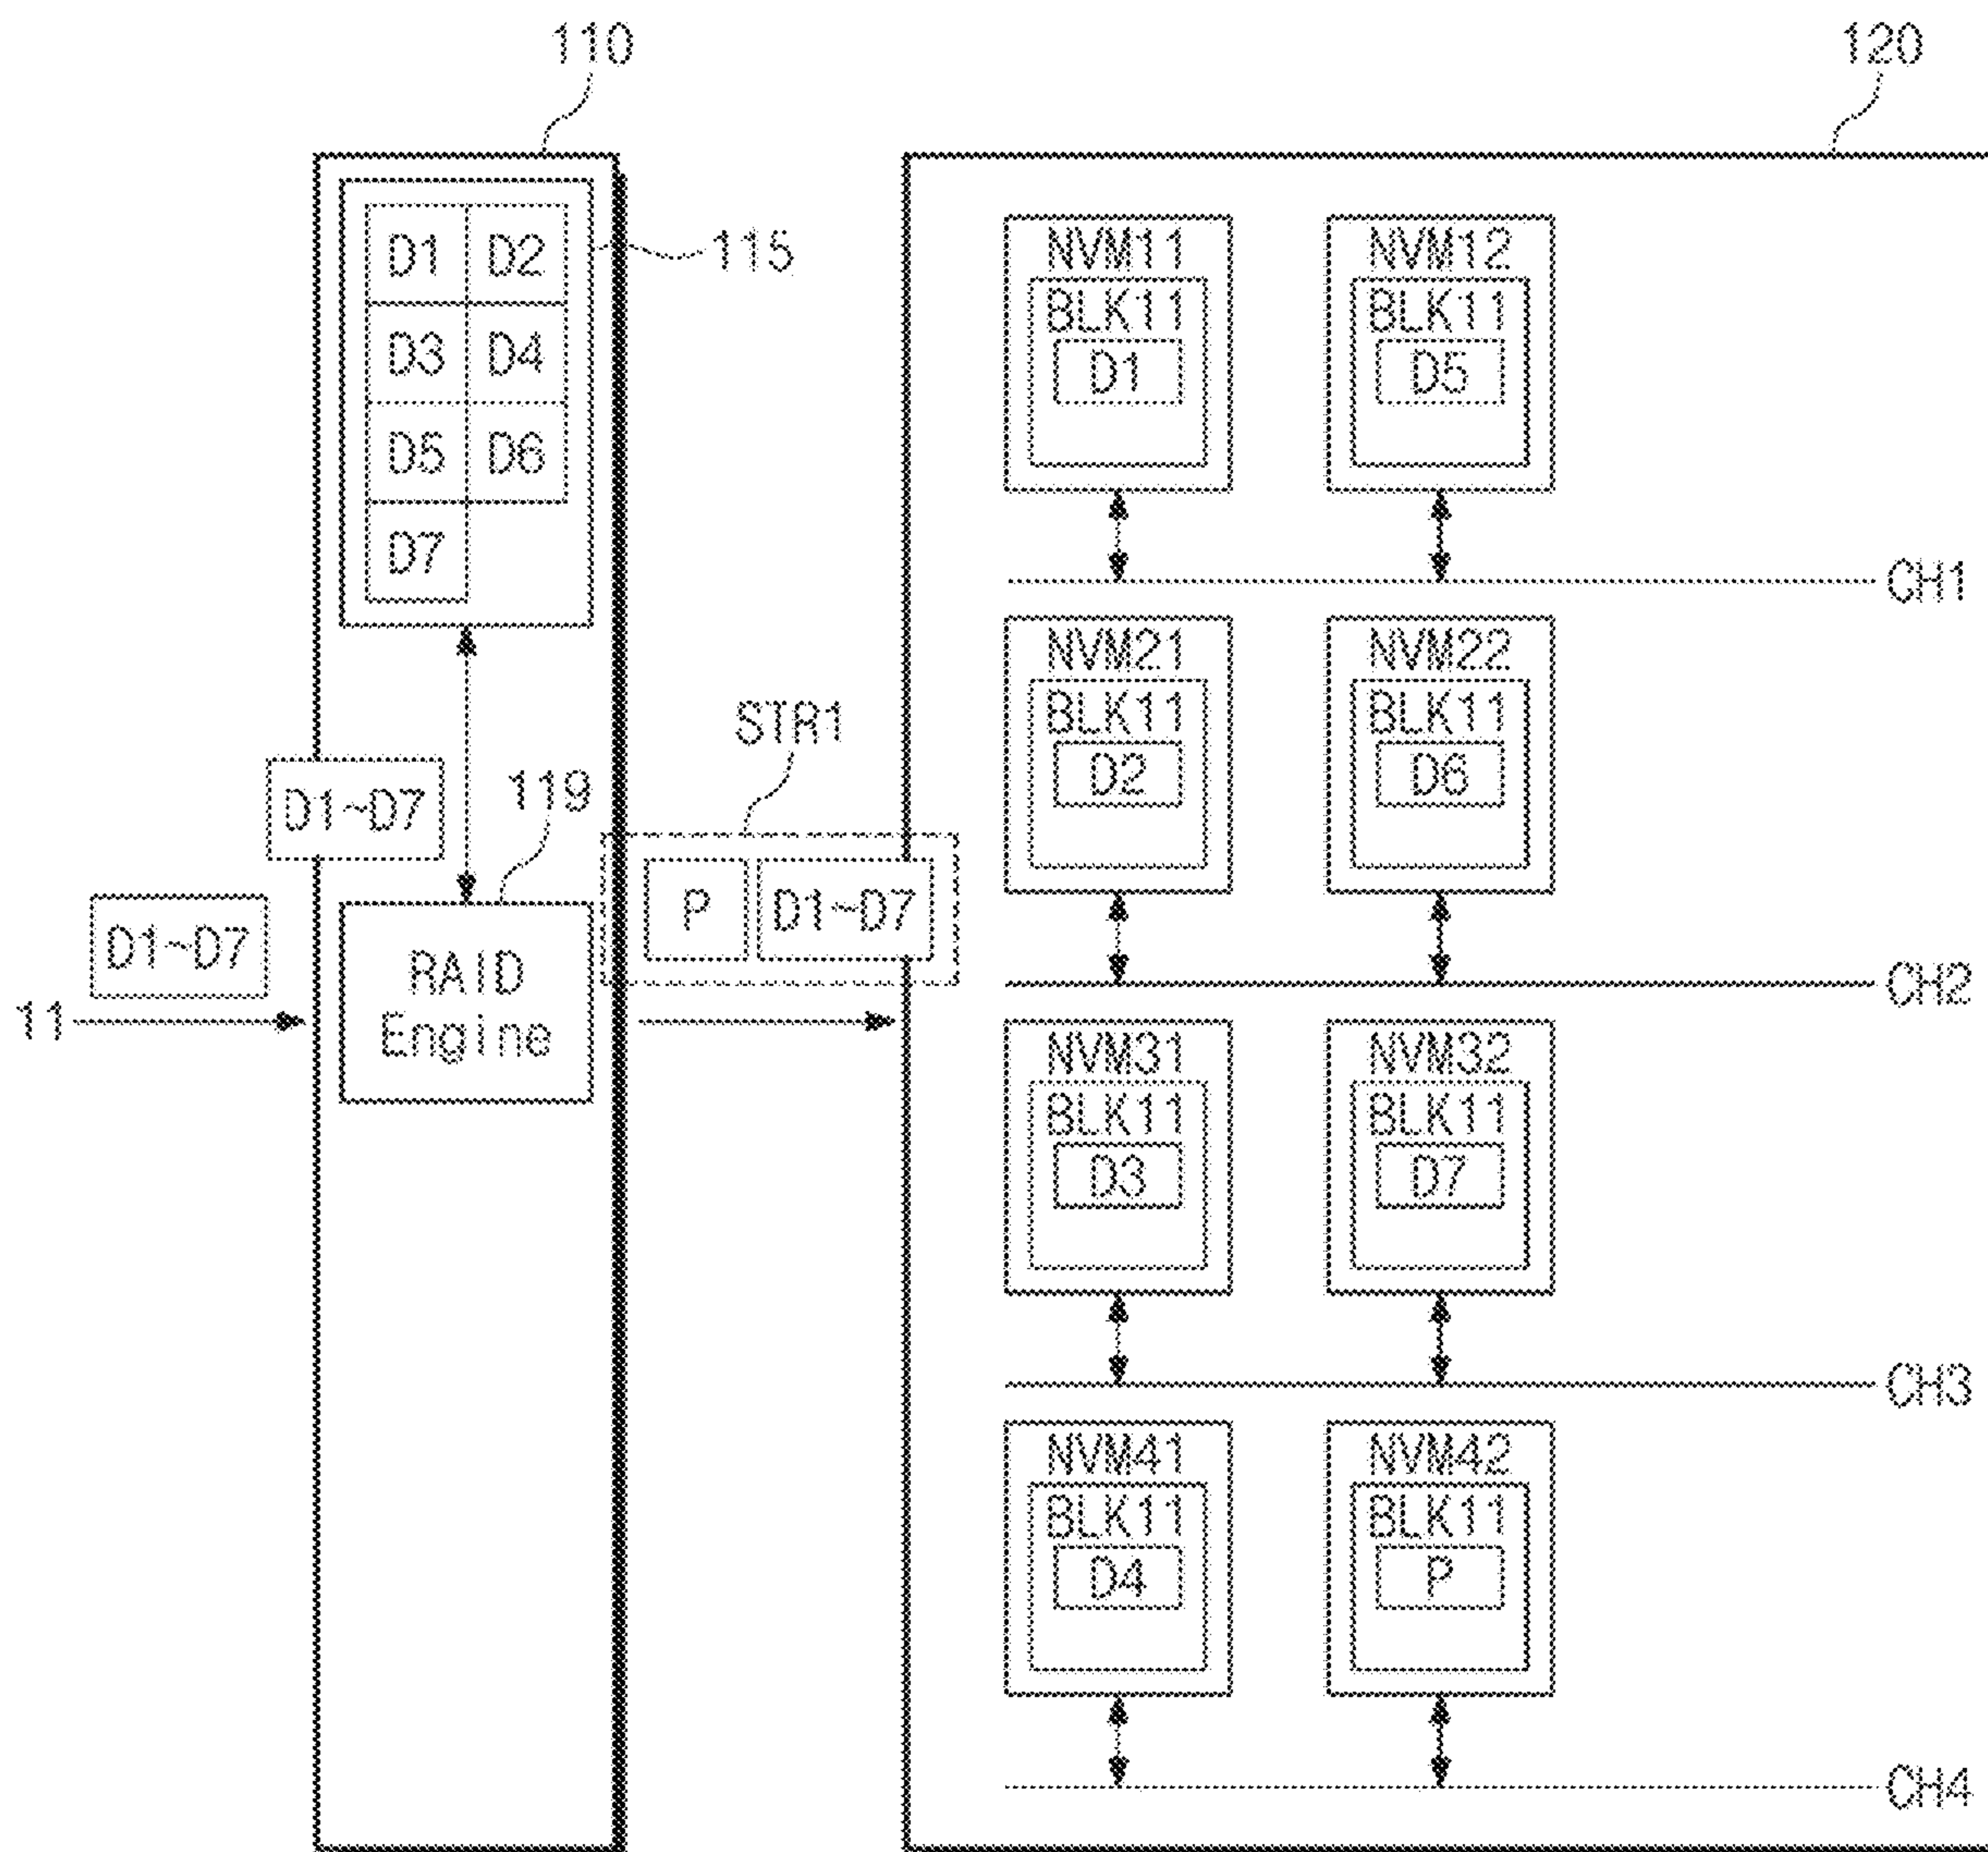 110
120
D1 D2
D3 D4
D5 D6
D7
115
D1~D7
119
D1~D7
11
RAID
Engine
STR1
P D1~D7
NVM11
BLK11
D1
NVM12
BLK11
D5
CH1
NVM21
BLK11
D2
NVM22
BLK11
D6
CH2
NVM31
BLK11
D3
NVM32
BLK11
D7
CH3
NVM41
BLK11
D4
NVM42
BLK11
P
CH4